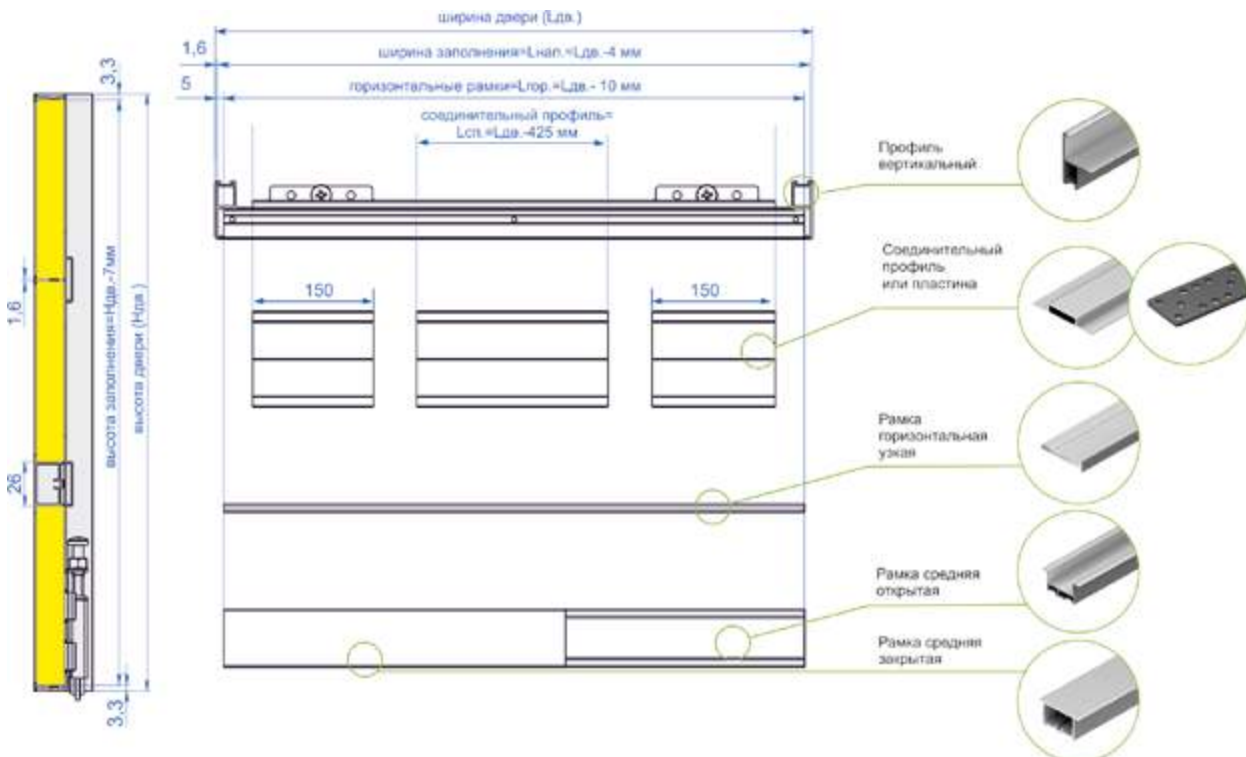 ширина двери (Lдв.)
1,6
ширина заполнения=Lнап.=Lдв.-4 мм
5
горизонтальные рамки=Lгор.=Lдв.- 10 мм
соединительный профиль=
Lсп.=Lдв.-425 мм
3,3
высота заполнения=Hдв.-7мм
высота двери (Hдв.)
1,6
26
3,3
150
150
Профиль
вертикальный
Соединительный
профиль
или пластина
Рамка
горизонтальная
узкая
Рамка средняя
открытая
Рамка средняя
закрытая